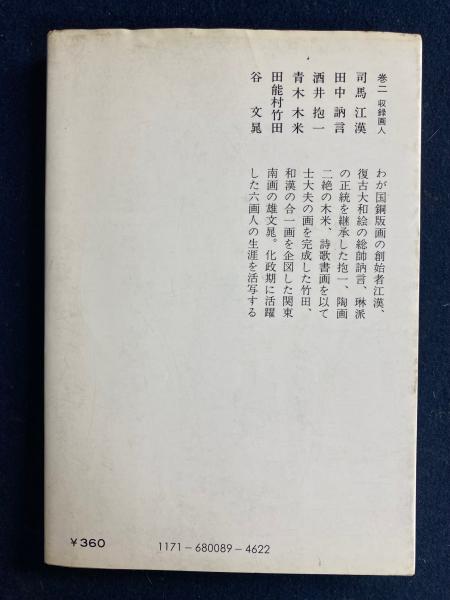 巻二 収録画人
司馬 江漢
田中 訥言
酒井 抱一
青木 木米
田能村竹田
谷 文晁
わが国銅版画の創始者江漢、
復古大和絵の総帥訥言、琳派
の正統を継承した抱一、陶画
二絶の木米、詩歌書画を以て
士大夫の画を完成した竹田、
和漢の合一画を企図した関東
南画の雄文晁。化政期に活躍
した六画人の生涯を活写する
￥360
1171-680089-4622